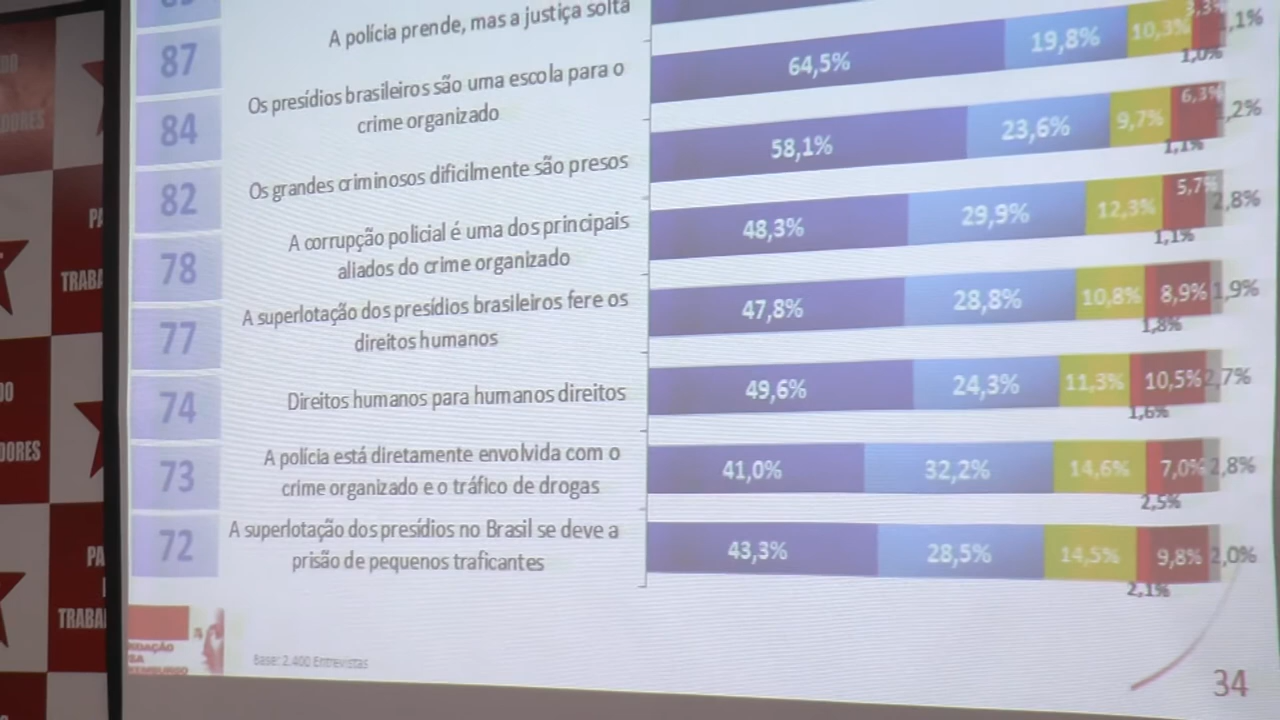 A polícia prende, mas a justiça solta
87
Os presídios brasileiros são uma escola para o
crime organizado
64,5% 19,8% 10,3% 3,3% 1,0%
84
Os grandes criminosos dificilmente são presos
58,1% 23,6% 9,7% 6,3% 1,1%
82
A corrupção policial é uma dos principais
aliados do crime organizado
48,3% 29,9% 12,3% 5,7% 2,8% 1,1%
78
A superlotação dos presídios brasileiros fere os
direitos humanos
47,8% 28,8% 10,8% 8,9% 1,9% 1,8%
77
Direitos humanos para humanos direitos
49,6% 24,3% 11,3% 10,5% 2,7% 1,6%
74
A polícia está diretamente envolvida com o
crime organizado e o tráfico de drogas
41,0% 32,2% 14,6% 7,0% 2,8% 2,5%
73
A superlotação dos presídios no Brasil se deve a
prisão de pequenos traficantes
43,3% 28,5% 14,5% 9,8% 2,0% 2,1%
72
Base: 2.400 Entrevistas
34